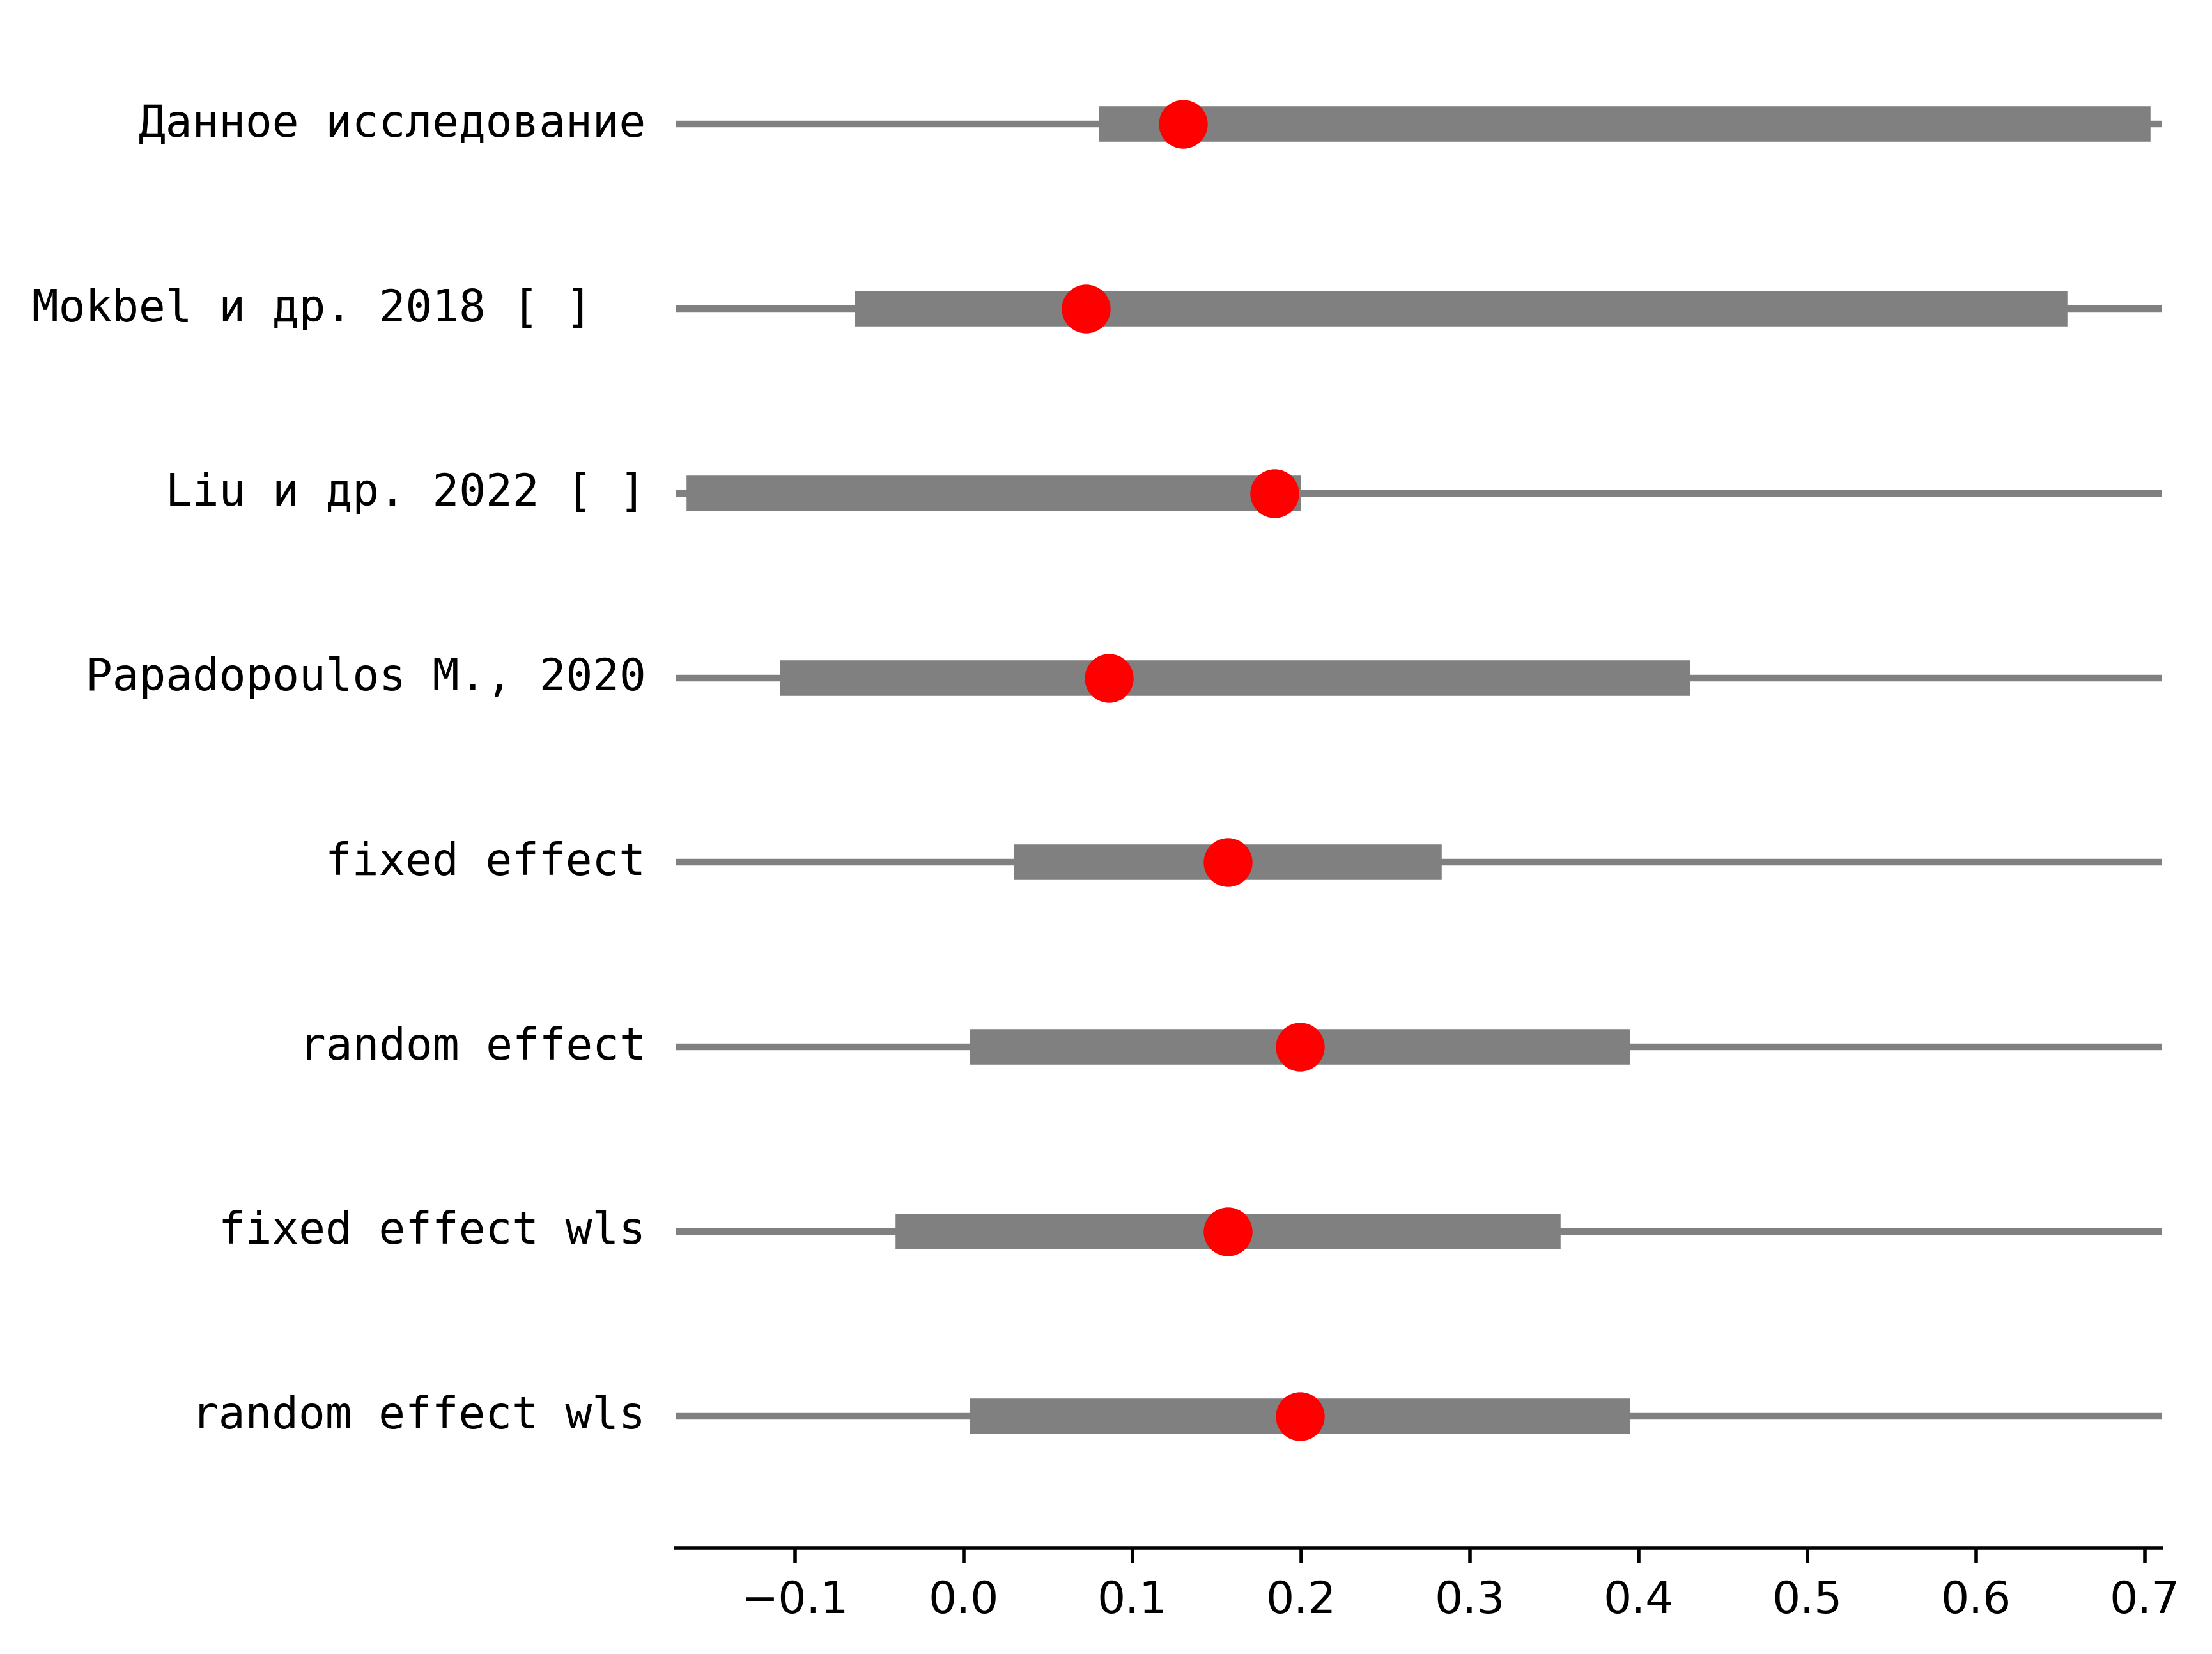 Данное исследование
Mokbel и др. 2018 [ ]
Liu и др. 2022 [ ]
Papadopoulos M., 2020
fixed effect
random effect
fixed effect wls
random effect wls
−0.1 0.0 0.1 0.2 0.3 0.4 0.5 0.6 0.7